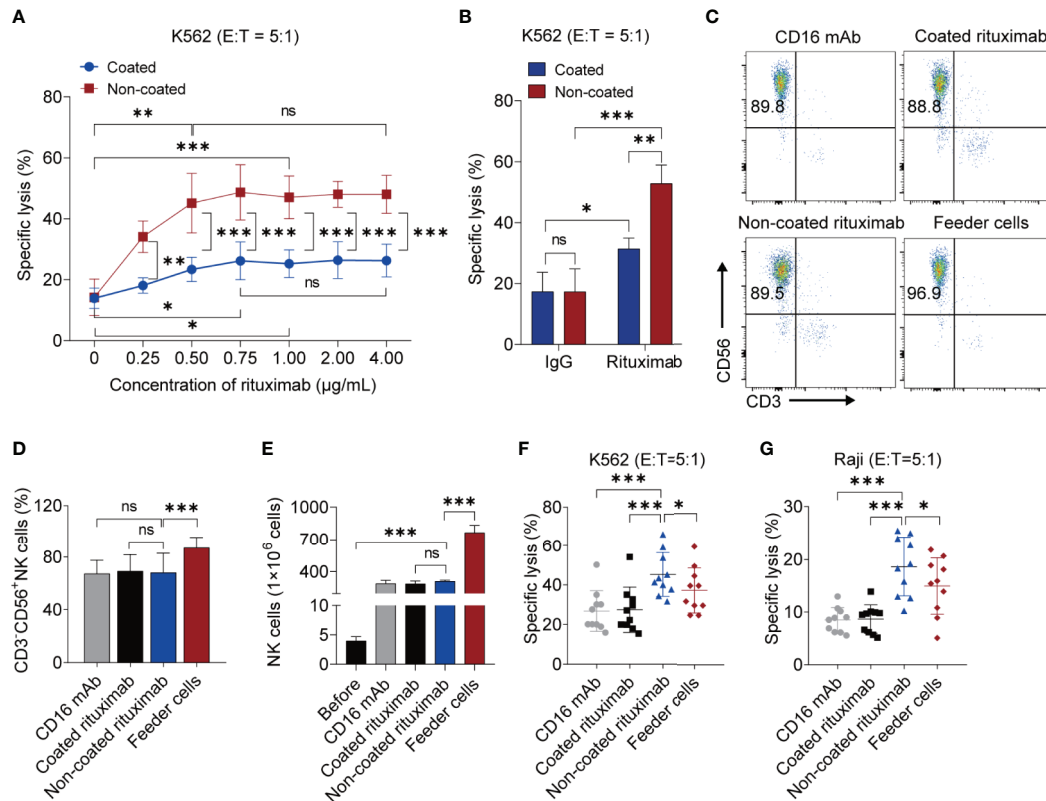 A
K562 (E:T = 5:1)
Coated
Non-coated
Specific lysis (%)
80
60
40
20
0
**
ns
***
**
***
***
***
***
***
ns
*
*
0
0.25
0.50
0.75
1.00
2.00
4.00
Concentration of rituximab (µg/mL)
B
K562 (E:T = 5:1)
Coated
Non-coated
Specific lysis (%)
80
60
40
20
0
***
**
*
ns
IgG
Rituximab
C
CD16 mAb
Coated rituximab
89.8
88.8
Non-coated rituximab
Feeder cells
89.5
96.9
CD56
CD3
D
CD3⁻CD56⁺NK cells (%)
120
80
40
0
ns
***
ns
CD16 mAb
Coated rituximab
Non-coated rituximab
Feeder cells
E
NK cells (1×10⁶ cells)
1000
600
300
5
0
***
***
ns
Before
CD16 mAb
Coated rituximab
Non-coated rituximab
Feeder cells
F
K562 (E:T=5:1)
Specific lysis (%)
80
60
40
20
0
***
***
*
CD16 mAb
Coated rituximab
Non-coated rituximab
Feeder cells
G
Raji (E:T=5:1)
Specific lysis (%)
30
20
10
0
***
***
*
CD16 mAb
Coated rituximab
Non-coated rituximab
Feeder cells